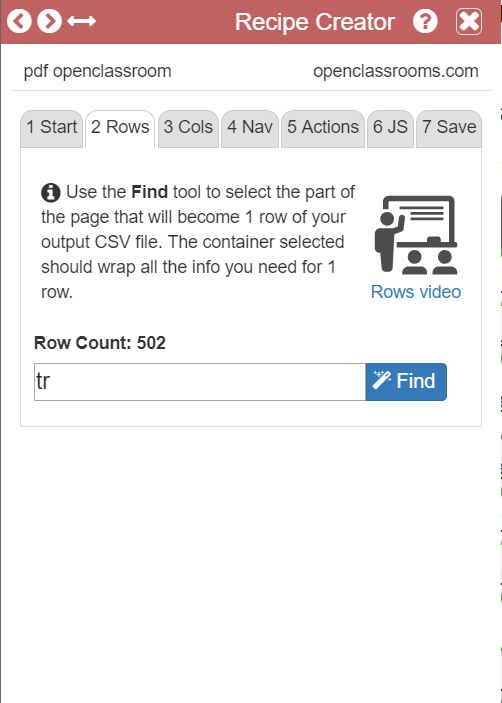 Recipe Creator
pdf openclassroom openclassrooms.com
1 Start 2 Rows 3 Cols 4 Nav 5 Actions 6 JS 7 Save
Use the Find tool to select the part of
the page that will become 1 row of your
output CSV file. The container selected
should wrap all the info you need for 1
row.
Rows video
Row Count: 502
tr Find